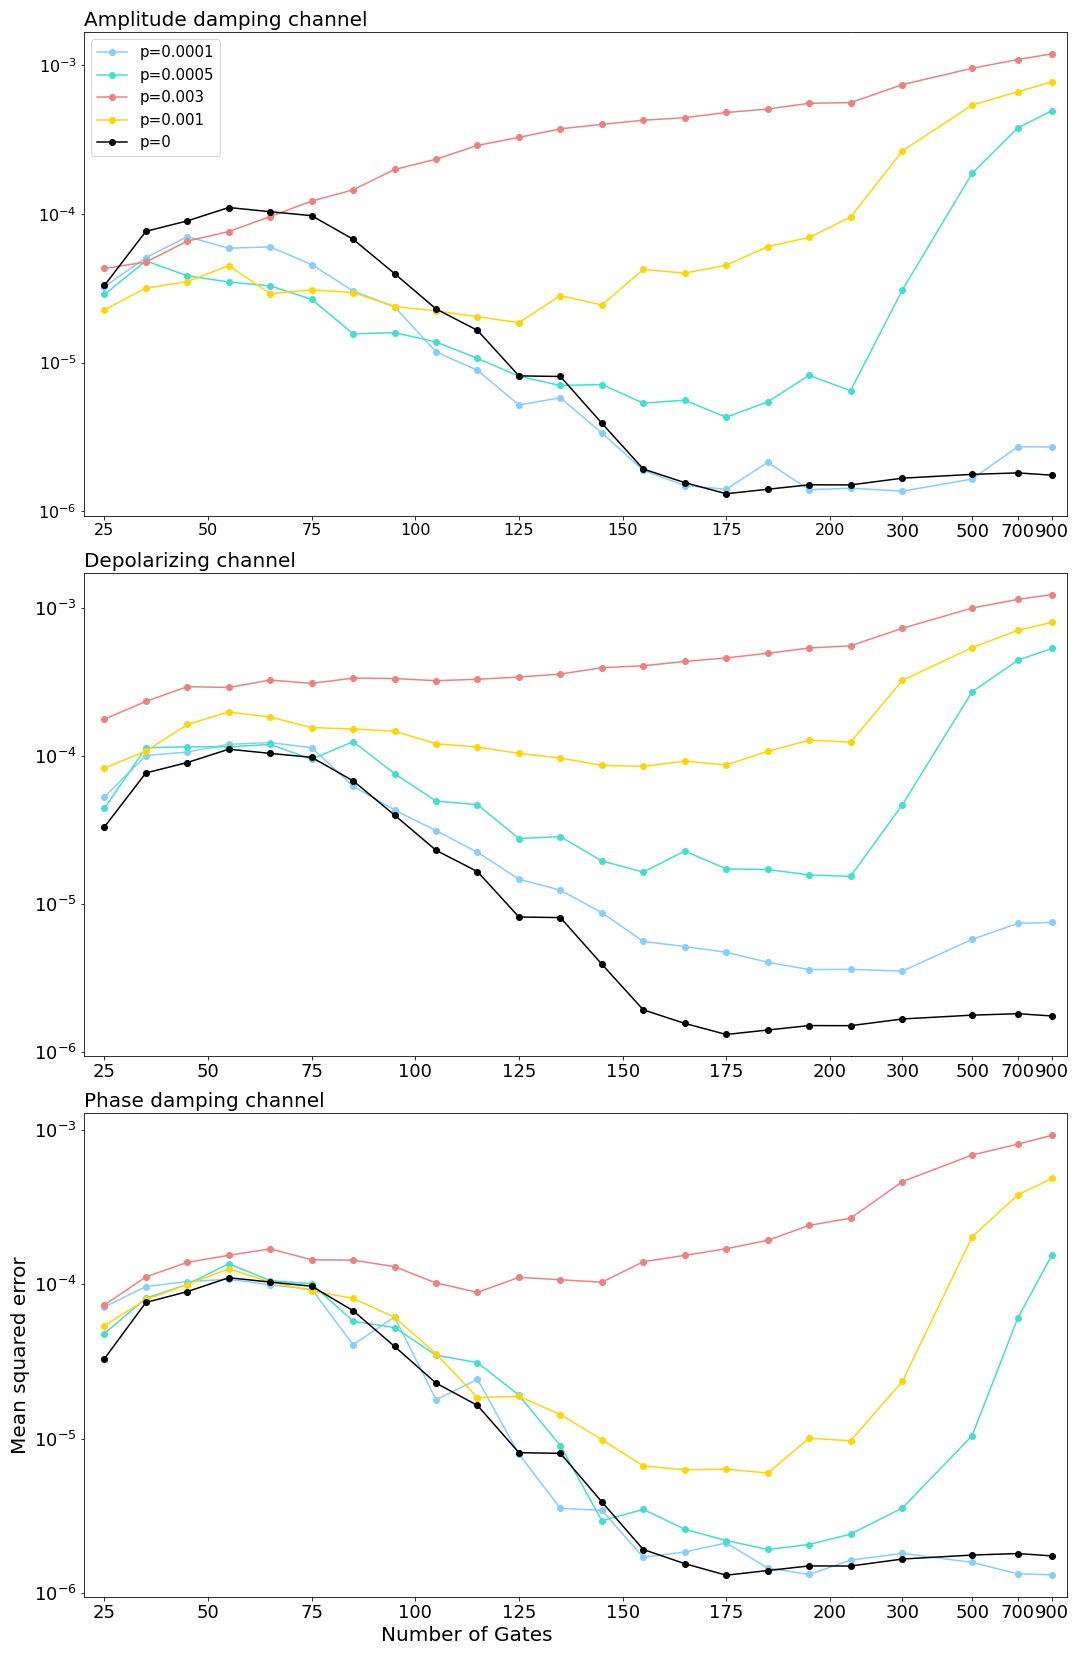 Amplitude damping channel
p=0.0001
p=0.0005
p=0.003
p=0.001
p=0
10⁻³
10⁻⁴
10⁻⁵
10⁻⁶
25 50 75 100 125 150 175 200 300 500 700 900
Depolarizing channel
10⁻³
10⁻⁴
10⁻⁵
10⁻⁶
25 50 75 100 125 150 175 200 300 500 700 900
Phase damping channel
10⁻³
10⁻⁴
10⁻⁵
10⁻⁶
Mean squared error
25 50 75 100 125 150 175 200 300 500 700 900
Number of Gates